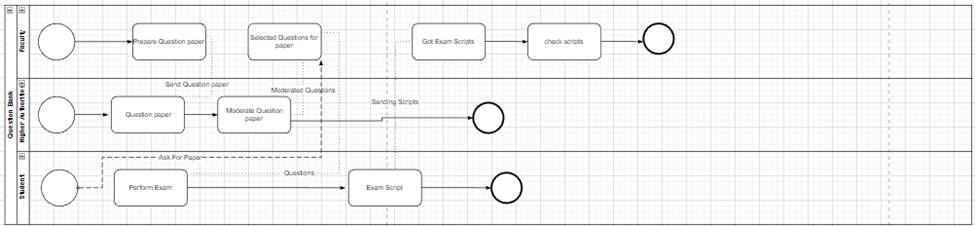 Question Bank
Faculty
Prepare Question paper
Selected Questions for
paper
Got Exam Scripts
check scripts
Send Question paper
Moderated Questions
Higher Authoritie
Question paper
Moderate Question
paper
Sending Scripts
Ask For Paper
Questions
Student
Perform Exam
Exam Script